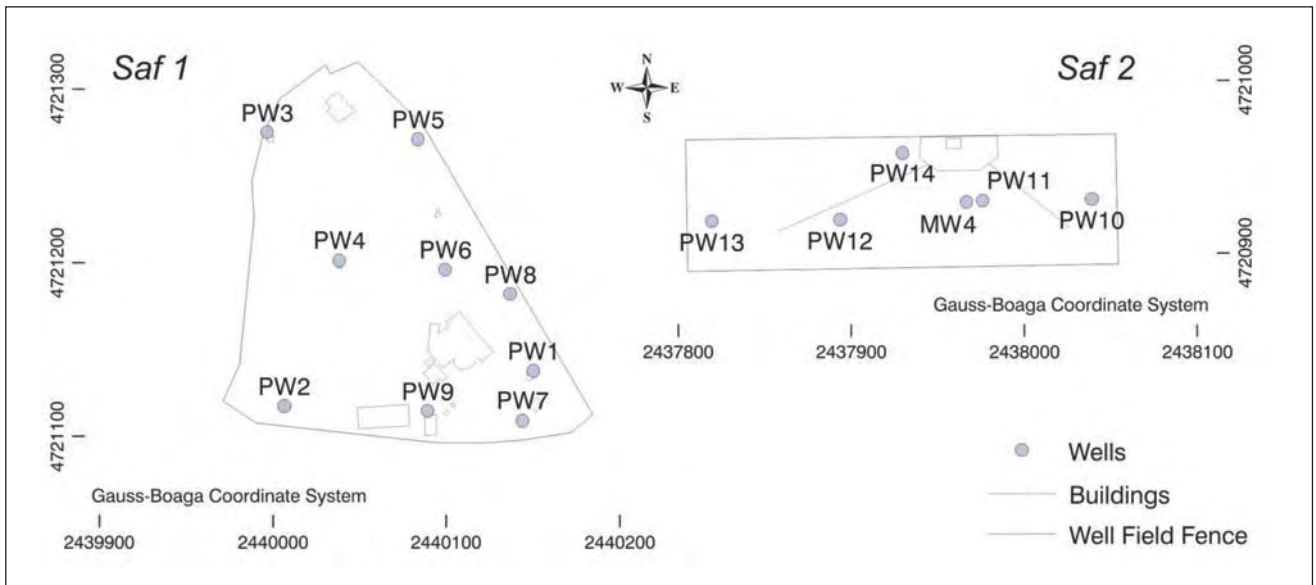 Saf 1
4721300
4721200
4721100
PW3
PW5
PW4
PW6
PW8
PW1
PW2
PW9
PW7
Gauss-Boaga Coordinate System
2439900
2440000
2440100
2440200
N
W E
S
Saf 2
4721000
4720900
PW14
PW11
PW13
PW12
MW4
PW10
Gauss-Boaga Coordinate System
2437800
2437900
2438000
2438100
Wells
Buildings
Well Field Fence